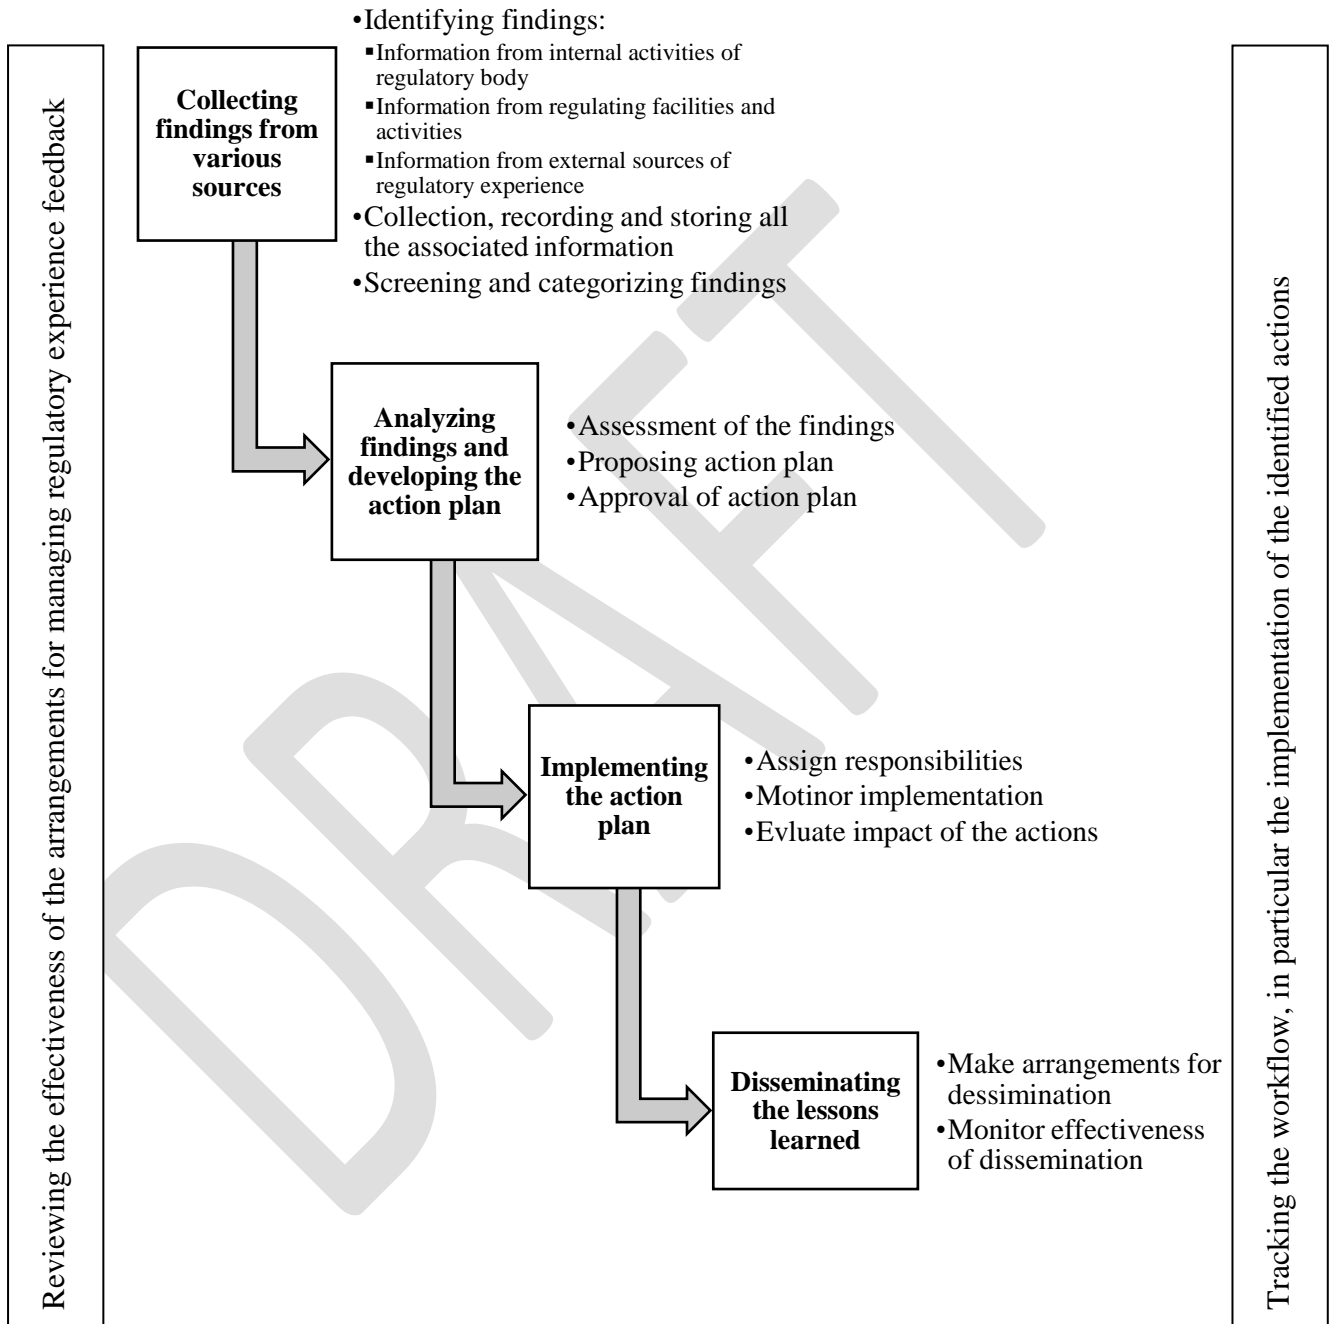 Reviewing the effectiveness of the arrangements for managing regulatory experience feedback
Collecting
findings from
various
sources
•Identifying findings:
▪Information from internal activities of
regulatory body
▪Information from regulating facilities and
activities
▪Information from external sources of
regulatory experience
•Collection, recording and storing all
the associated information
•Screening and categorizing findings
Analyzing
findings and
developing the
action plan
•Assessment of the findings
•Proposing action plan
•Approval of action plan
Implementing
the action
plan
•Assign responsibilities
•Motinor implementation
•Evluate impact of the actions
Disseminating
the lessons
learned
•Make arrangements for
dessimination
•Monitor effectiveness
of dissemination
Tracking the workflow, in particular the implementation of the identified actions
DRAFT